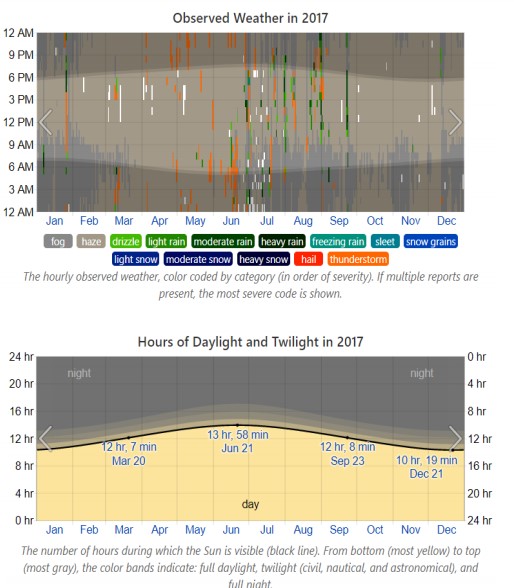 Observed Weather in 2017
12 AM
9 PM
6 PM
3 PM
12 PM
9 AM
6 AM
3 AM
12 AM
Jan Feb Mar Apr May Jun Jul Aug Sep Oct Nov Dec
fog haze drizzle light rain moderate rain heavy rain freezing rain sleet snow grains
light snow moderate snow heavy snow hail thunderstorm
The hourly observed weather, color coded by category (in order of severity). If multiple reports are
present, the most severe code is shown.
Hours of Daylight and Twilight in 2017
24 hr 0 hr
night night
20 hr 4 hr
16 hr 8 hr
12 hr 12 hr
13 hr, 58 min
Jun 21
12 hr, 7 min
Mar 20
12 hr, 8 min
Sep 23
10 hr, 19 min
Dec 21
8 hr 16 hr
4 hr 20 hr
day
0 hr 24 hr
Jan Feb Mar Apr May Jun Jul Aug Sep Oct Nov Dec
The number of hours during which the Sun is visible (black line). From bottom (most yellow) to top
(most gray), the color bands indicate: full daylight, twilight (civil, nautical, and astronomical), and
full night.